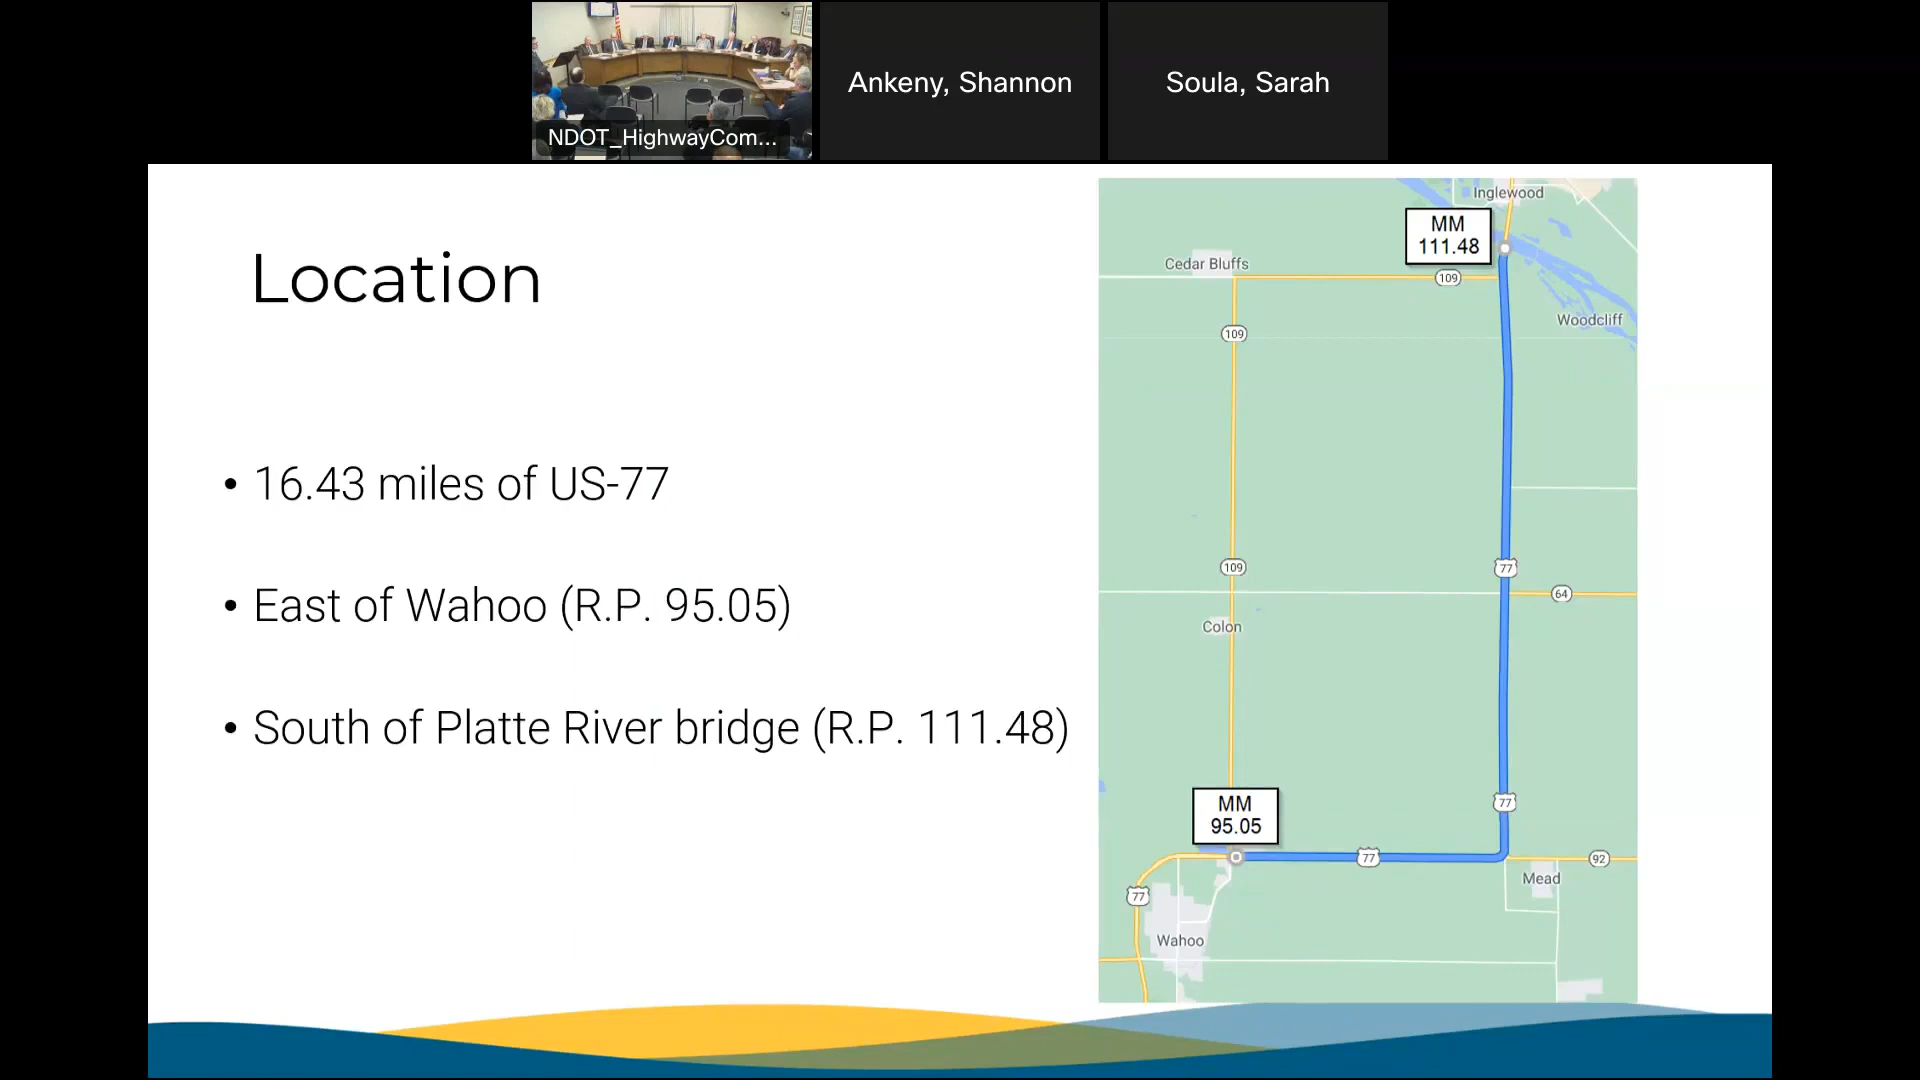 NDOT_HighwayCom...
Ankeny, Shannon
Soula, Sarah
Location
• 16.43 miles of US-77
• East of Wahoo (R.P. 95.05)
• South of Platte River bridge (R.P. 111.48)
Inglewood
MM
111.48
Cedar Bluffs
109
Woodcliff
109
109
77
64
Colon
77
MM
95.05
77
92
Mead
77
Wahoo